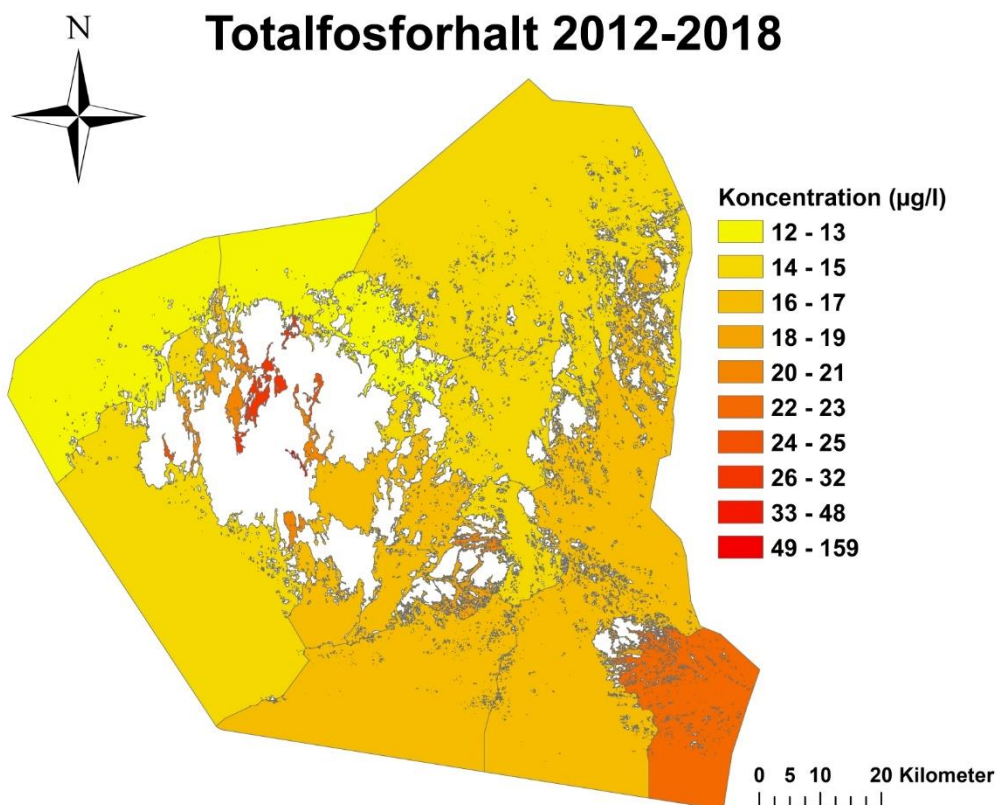 Totalfosforhalt 2012-2018
N
Koncentration (µg/l)
12 - 13
14 - 15
16 - 17
18 - 19
20 - 21
22 - 23
24 - 25
26 - 32
33 - 48
49 - 159
0 5 10 20 Kilometer